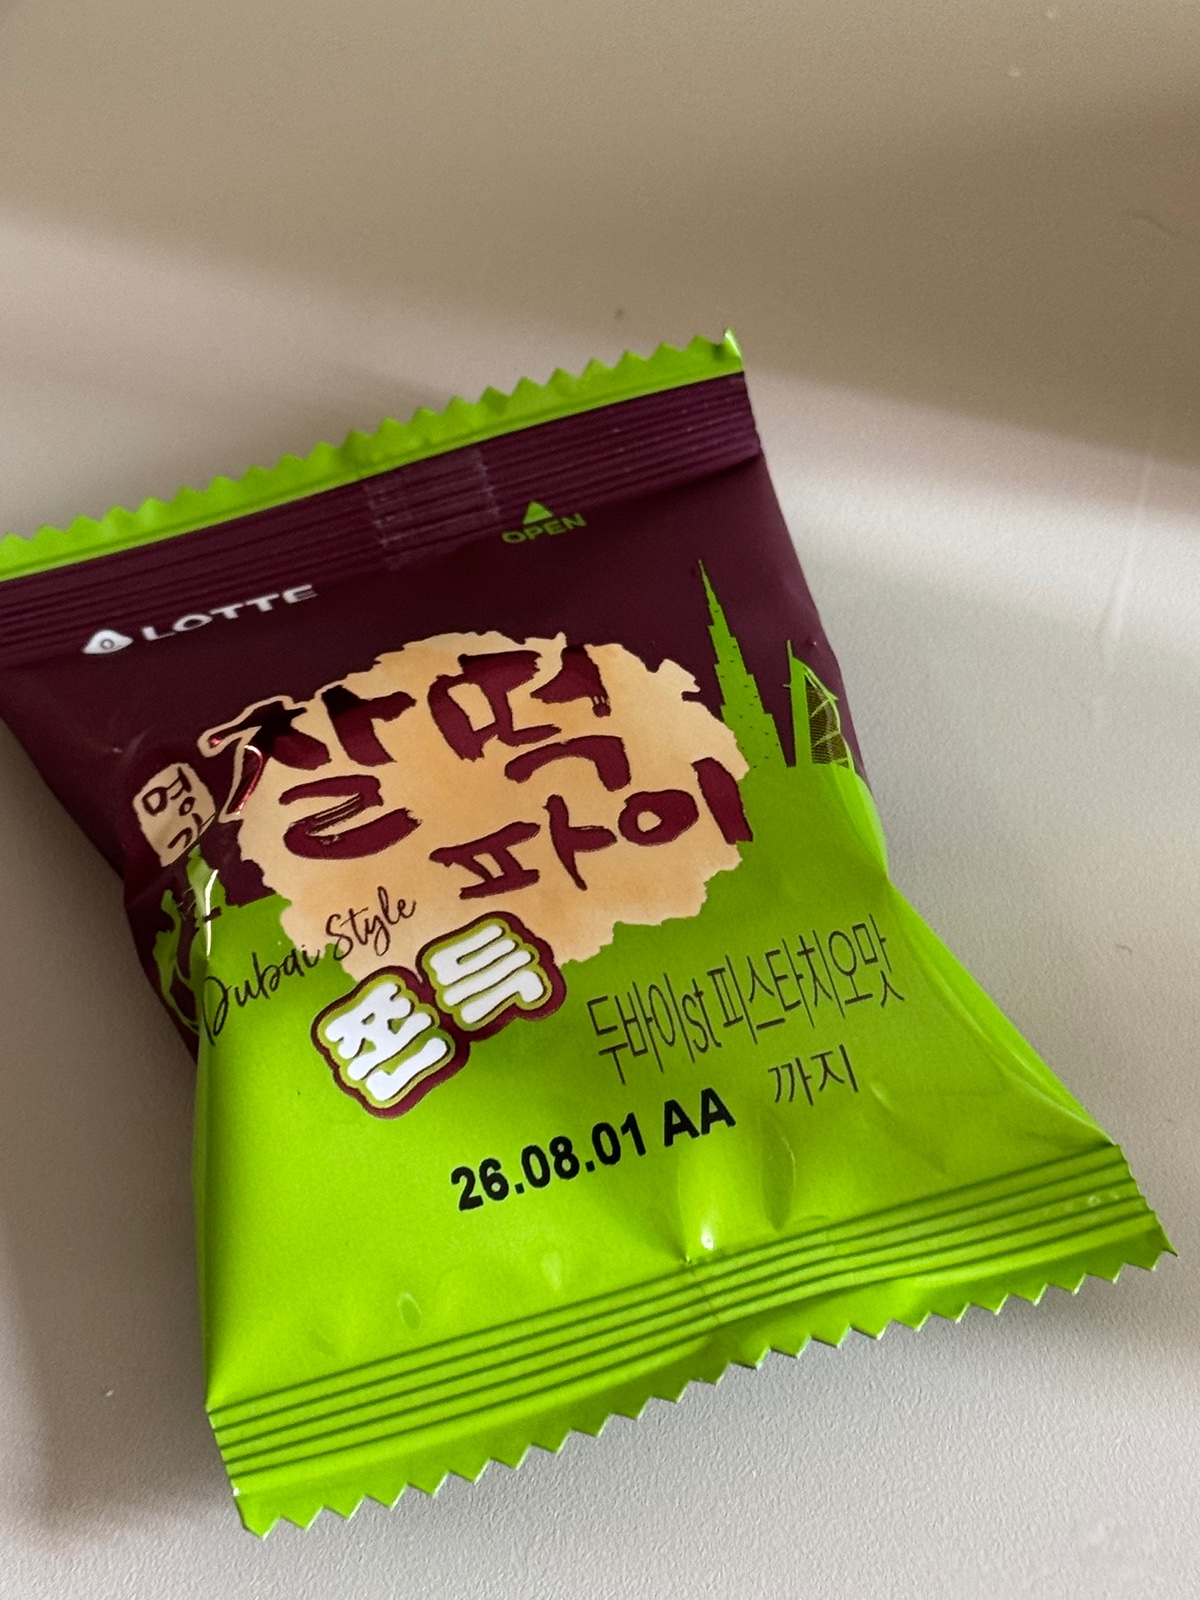 OPEN
LOTTE
명가 찰떡
파이
Dubai Style
쫀득
두바이st 피스타치오맛
까지
26.08.01 AA